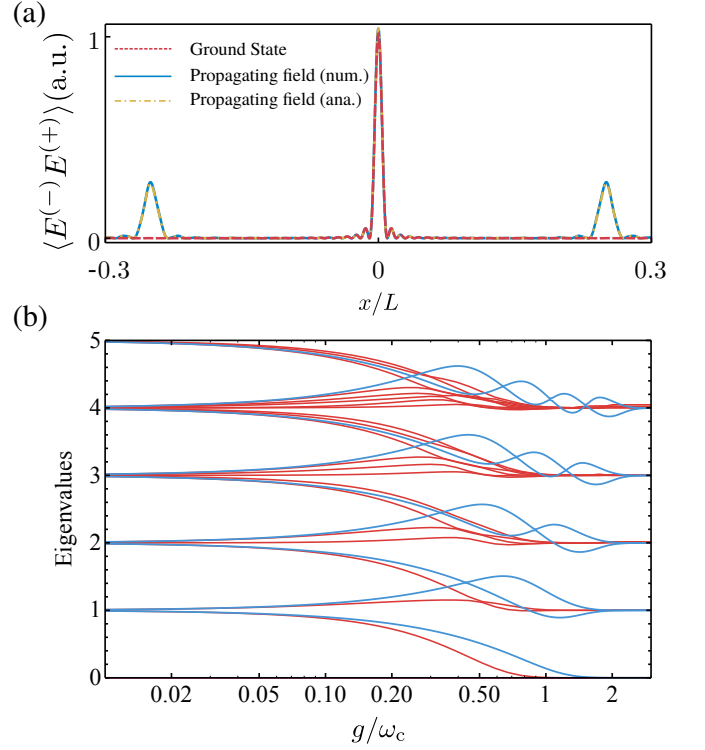 (a)
⟨E^(−) E^(+)⟩(a.u.)
1
0
Ground State
Propagating field (num.)
Propagating field (ana.)
-0.3
0
0.3
x/L
(b)
Eigenvalues
5
4
3
2
1
0
0.02
0.05
0.10
0.20
0.50
1
2
g/ω_c